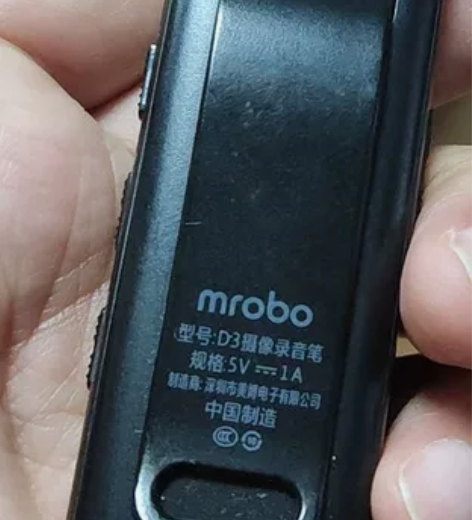 mrobo
型号:D3摄像录音笔
规格:5V⎓1A
制造商:深圳市美博电子有限公司
中国制造